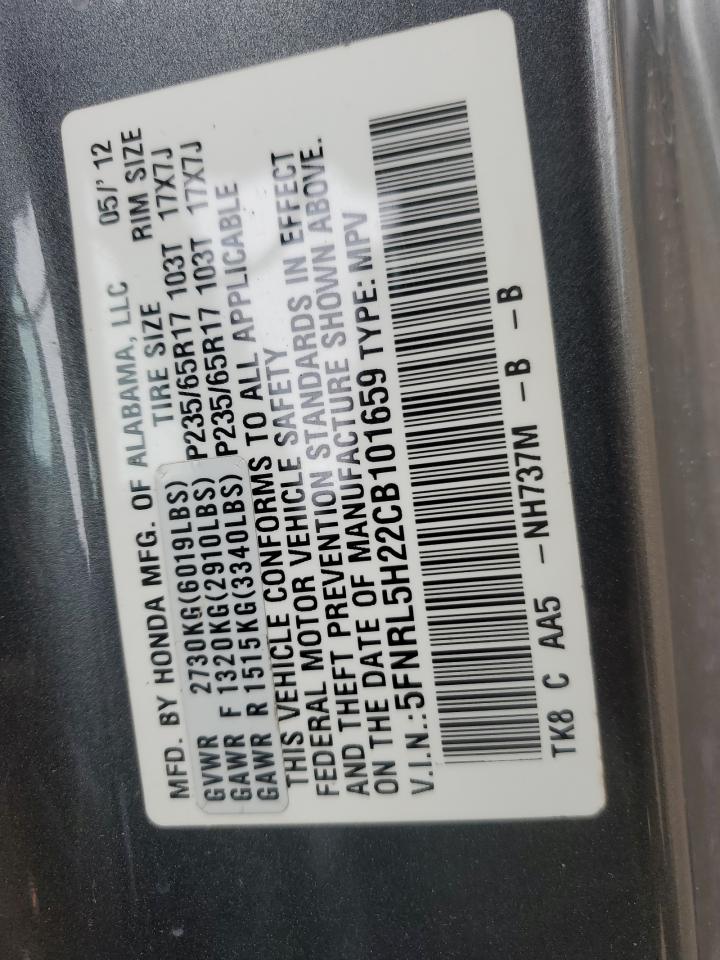 MFD. BY HONDA MFG. OF ALABAMA, LLC 05/'12
TIRE SIZE RIM SIZE
GVWR 2730KG(6019LBS)
GAWR F 1320KG(2910LBS) P235/65R17 103T 17X7J
GAWR R 1515KG(3340LBS) P235/65R17 103T 17X7J
THIS VEHICLE CONFORMS TO ALL APPLICABLE
FEDERAL MOTOR VEHICLE SAFETY
AND THEFT PREVENTION STANDARDS IN EFFECT
ON THE DATE OF MANUFACTURE SHOWN ABOVE.
V.I.N.:5FNRL5H22CB101659 TYPE: MPV
TK8 C AA5 -NH737M -B -B